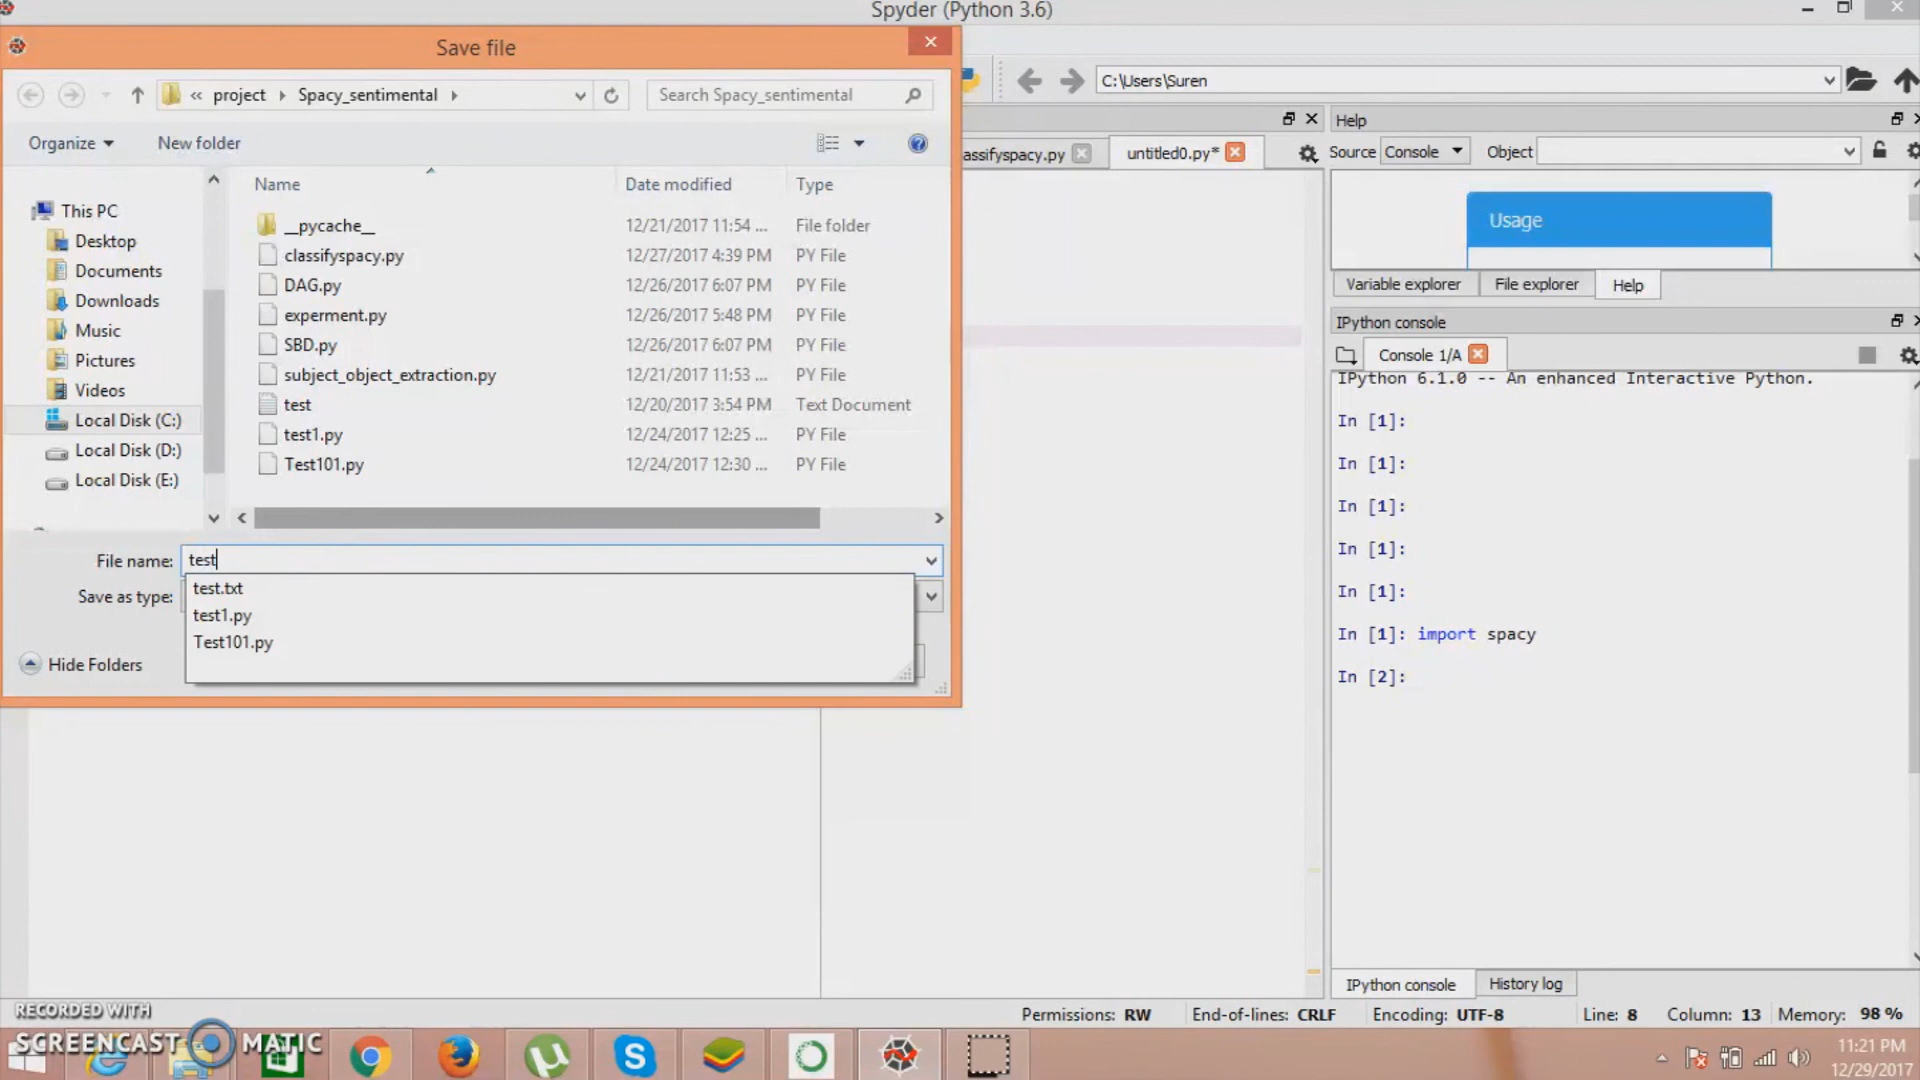 Spyder (Python 3.6)
Save file
« project Spacy_sentimental
Search Spacy_sentimental
C:\Users\Suren
Organize
New folder
Help
assifyspacy.py
untitled0.py*
Source
Console
Object
Name
Date modified
Type
This PC
Desktop
Documents
Downloads
Music
Pictures
Videos
Local Disk (C:)
Local Disk (D:)
Local Disk (E:)
__pycache__ 12/21/2017 11:54 ... File folder
classifyspacy.py 12/27/2017 4:39 PM PY File
DAG.py 12/26/2017 6:07 PM PY File
experment.py 12/26/2017 5:48 PM PY File
SBD.py 12/26/2017 6:07 PM PY File
subject_object_extraction.py 12/21/2017 11:53 ... PY File
test 12/20/2017 3:54 PM Text Document
test1.py 12/24/2017 12:25 ... PY File
Test101.py 12/24/2017 12:30 ... PY File
File name: test
Save as type:
test.txt
test1.py
Test101.py
Hide Folders
Usage
Variable explorer
File explorer
Help
IPython console
Console 1/A
IPython 6.1.0 -- An enhanced Interactive Python.
In [1]:
In [1]:
In [1]:
In [1]:
In [1]:
In [1]: import spacy
In [2]:
IPython console
History log
Permissions: RW End-of-lines: CRLF Encoding: UTF-8 Line: 8 Column: 13 Memory: 98 %
RECORDED WITH
SCREENCAST MATIC
11:21 PM
12/29/2017